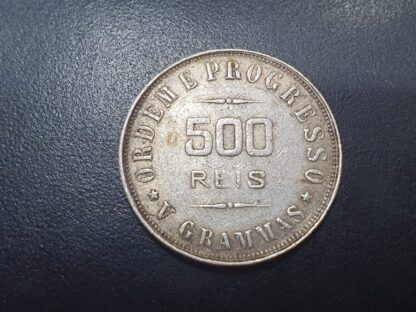 ORDEM E PROGRESSO
500
REIS
★ V GRAMMAS ★